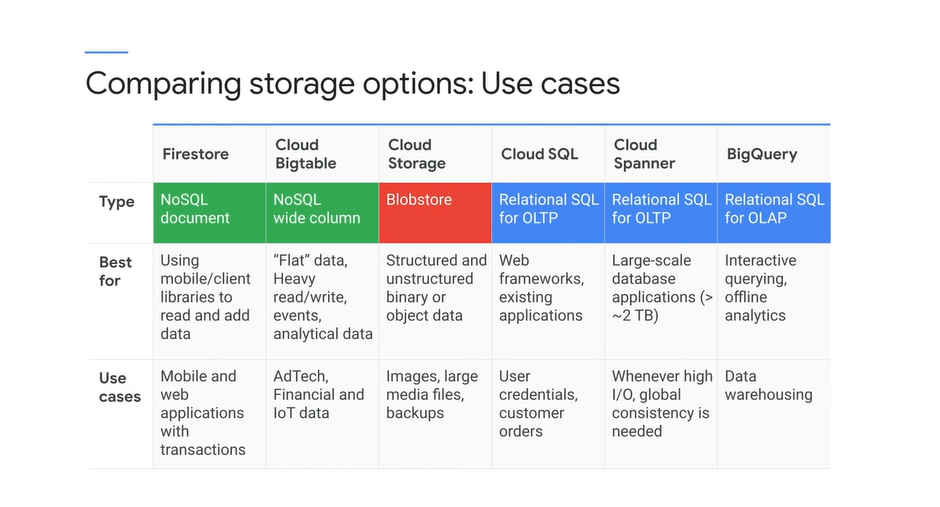 Comparing storage options: Use cases
Firestore
Cloud
Bigtable
Cloud
Storage
Cloud SQL
Cloud
Spanner
BigQuery
Type
NoSQL
document
NoSQL
wide column
Blobstore
Relational SQL
for OLTP
Relational SQL
for OLTP
Relational SQL
for OLAP
Best
for
Using
mobile/client
libraries to
read and add
data
“Flat” data,
Heavy
read/write,
events,
analytical data
Structured and
unstructured
binary or
object data
Web
frameworks,
existing
applications
Large-scale
database
applications (>
~2 TB)
Interactive
querying,
offline
analytics
Use
cases
Mobile and
web
applications
with
transactions
AdTech,
Financial and
IoT data
Images, large
media files,
backups
User
credentials,
customer
orders
Whenever high
I/O, global
consistency is
needed
Data
warehousing